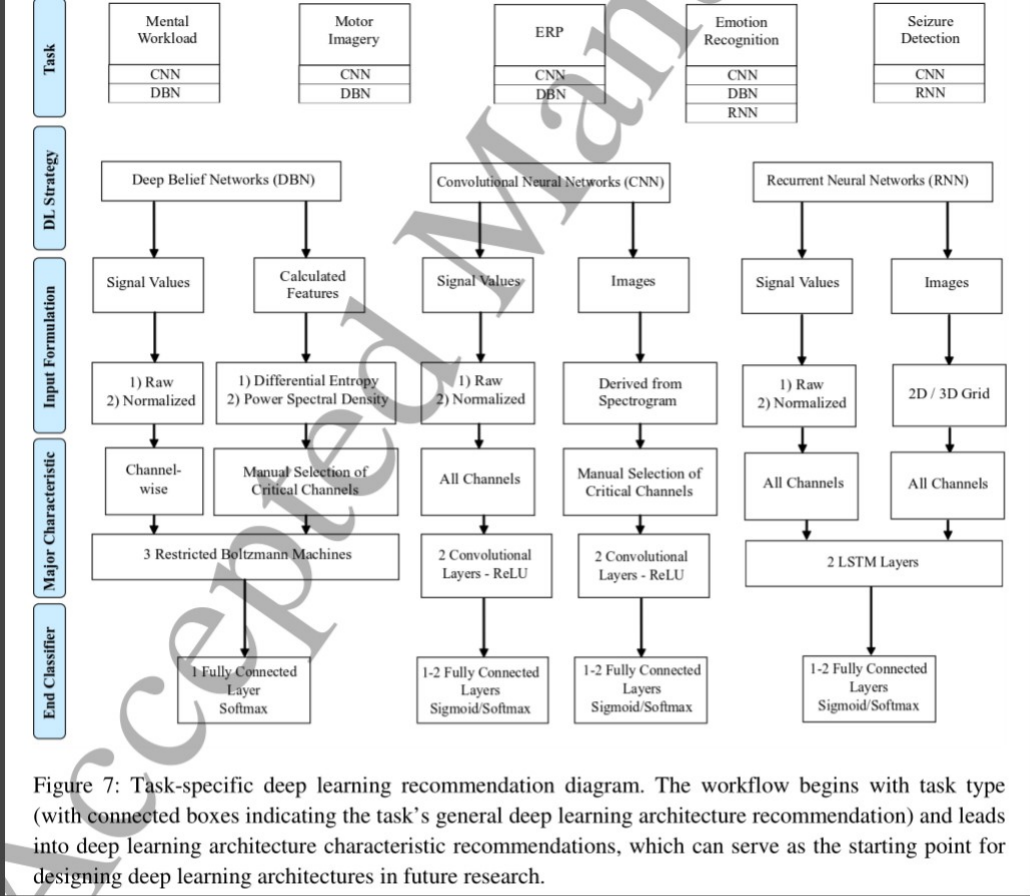 Task
Mental
Workload
CNN
DBN
Motor
Imagery
CNN
DBN
ERP
CNN
DBN
Emotion
Recognition
CNN
DBN
RNN
Seizure
Detection
CNN
RNN
DL Strategy
Deep Belief Networks (DBN)
Convolutional Neural Networks (CNN)
Recurrent Neural Networks (RNN)
Input Formulation
Signal Values
Calculated
Features
Signal Values
Images
Signal Values
Images
1) Raw
2) Normalized
1) Differential Entropy
2) Power Spectral Density
1) Raw
2) Normalized
Derived from
Spectrogram
1) Raw
2) Normalized
2D / 3D Grid
Major Characteristic
Channel-
wise
Manual Selection of
Critical Channels
All Channels
Manual Selection of
Critical Channels
All Channels
All Channels
3 Restricted Boltzmann Machines
2 Convolutional
Layers - ReLU
2 Convolutional
Layers - ReLU
2 LSTM Layers
End Classifier
1 Fully Connected
Layer
Softmax
1-2 Fully Connected
Layers
Sigmoid/Softmax
1-2 Fully Connected
Layers
Sigmoid/Softmax
1-2 Fully Connected
Layers
Sigmoid/Softmax
Accepted Man
Figure 7: Task-specific deep learning recommendation diagram. The workflow begins with task type
(with connected boxes indicating the task's general deep learning architecture recommendation) and leads
into deep learning architecture characteristic recommendations, which can serve as the starting point for
designing deep learning architectures in future research.